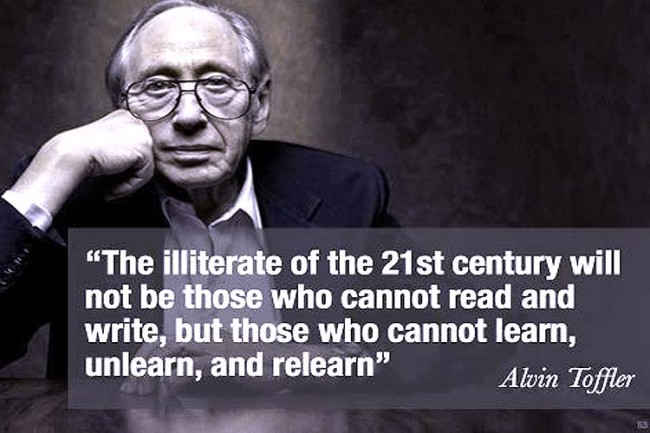 “The illiterate of the 21st century will
not be those who cannot read and
write, but those who cannot learn,
unlearn, and relearn”
Alvin Toffler